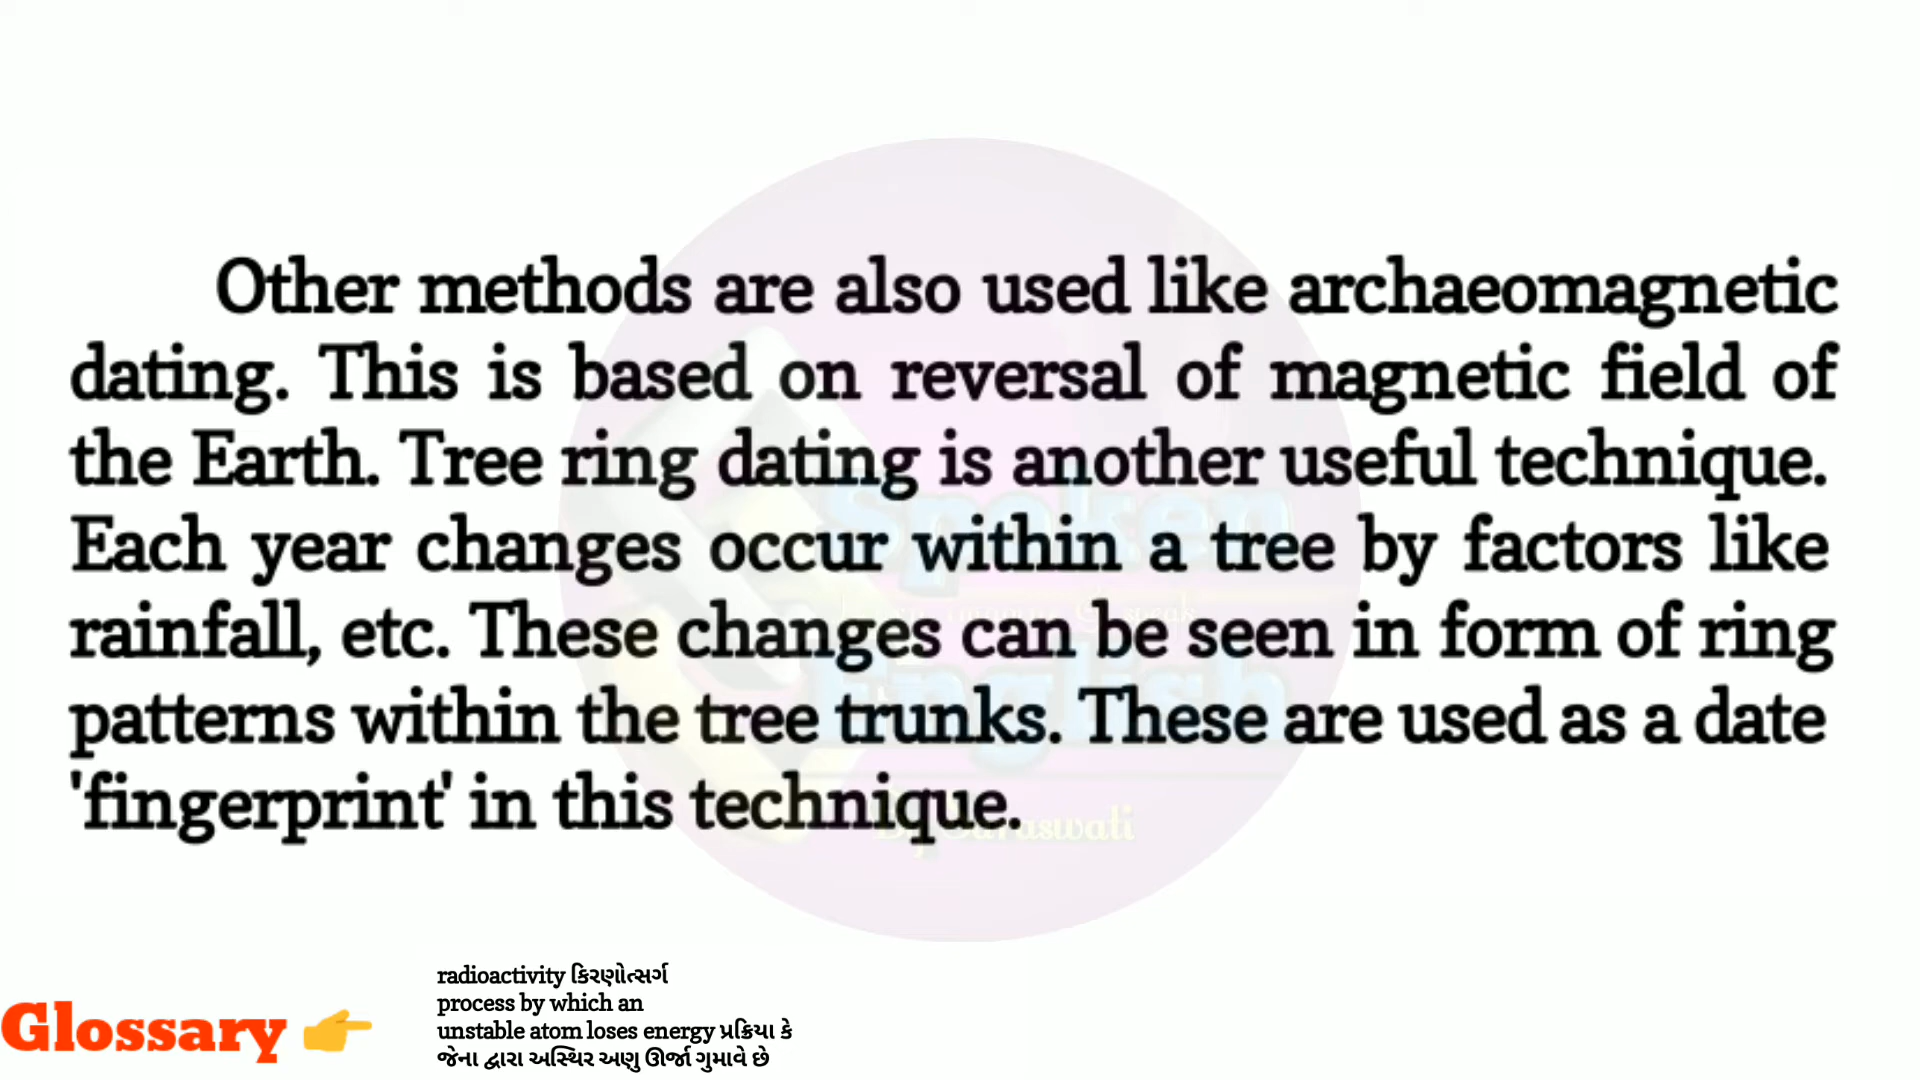 Other methods are also used like archaeomagnetic
dating. This is based on reversal of magnetic field of
the Earth. Tree ring dating is another useful technique.
Each year changes occur within a tree by factors like
rainfall, etc. These changes can be seen in form of ring
patterns within the tree trunks. These are used as a date
'fingerprint' in this technique.
Spoken
English
By Saraswati
Glossary 👉
radioactivity કિરણોત્સર્ગ
process by which an
unstable atom loses energy પ્રક્રિયા કે
જેના દ્વારા અસ્થિર અણુ ઊર્જા ગુમાવે છે